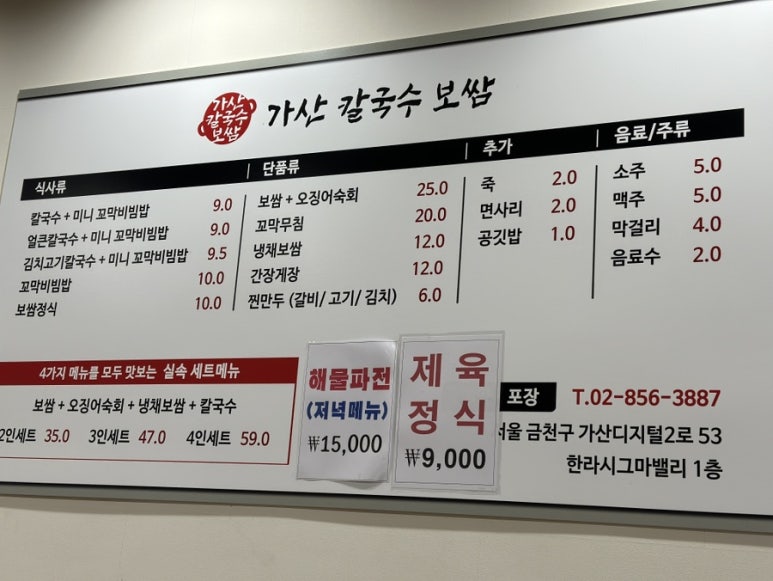 가산
칼국수
보쌈
가산 칼국수 보쌈
식사류
칼국수 + 미니 꼬막비빔밥 9.0
얼큰칼국수 + 미니 꼬막비빔밥 9.0
김치고기칼국수 + 미니 꼬막비빔밥 9.5
꼬막비빔밥 10.0
보쌈정식 10.0
단품류
보쌈 + 오징어숙회 25.0
꼬막무침 20.0
냉채보쌈 12.0
간장게장 12.0
찐만두 (갈비/ 고기/ 김치) 6.0
추가
죽 2.0
면사리 2.0
공깃밥 1.0
음료/주류
소주 5.0
맥주 5.0
막걸리 4.0
음료수 2.0
4가지 메뉴를 모두 맛보는 실속 세트메뉴
보쌈 + 오징어숙회 + 냉채보쌈 + 칼국수
2인세트 35.0 3인세트 47.0 4인세트 59.0
해물파전
(저녁메뉴)
₩15,000
제육
정식
₩9,000
포장 T.02-856-3887
서울 금천구 가산디지털2로 53
한라시그마밸리 1층